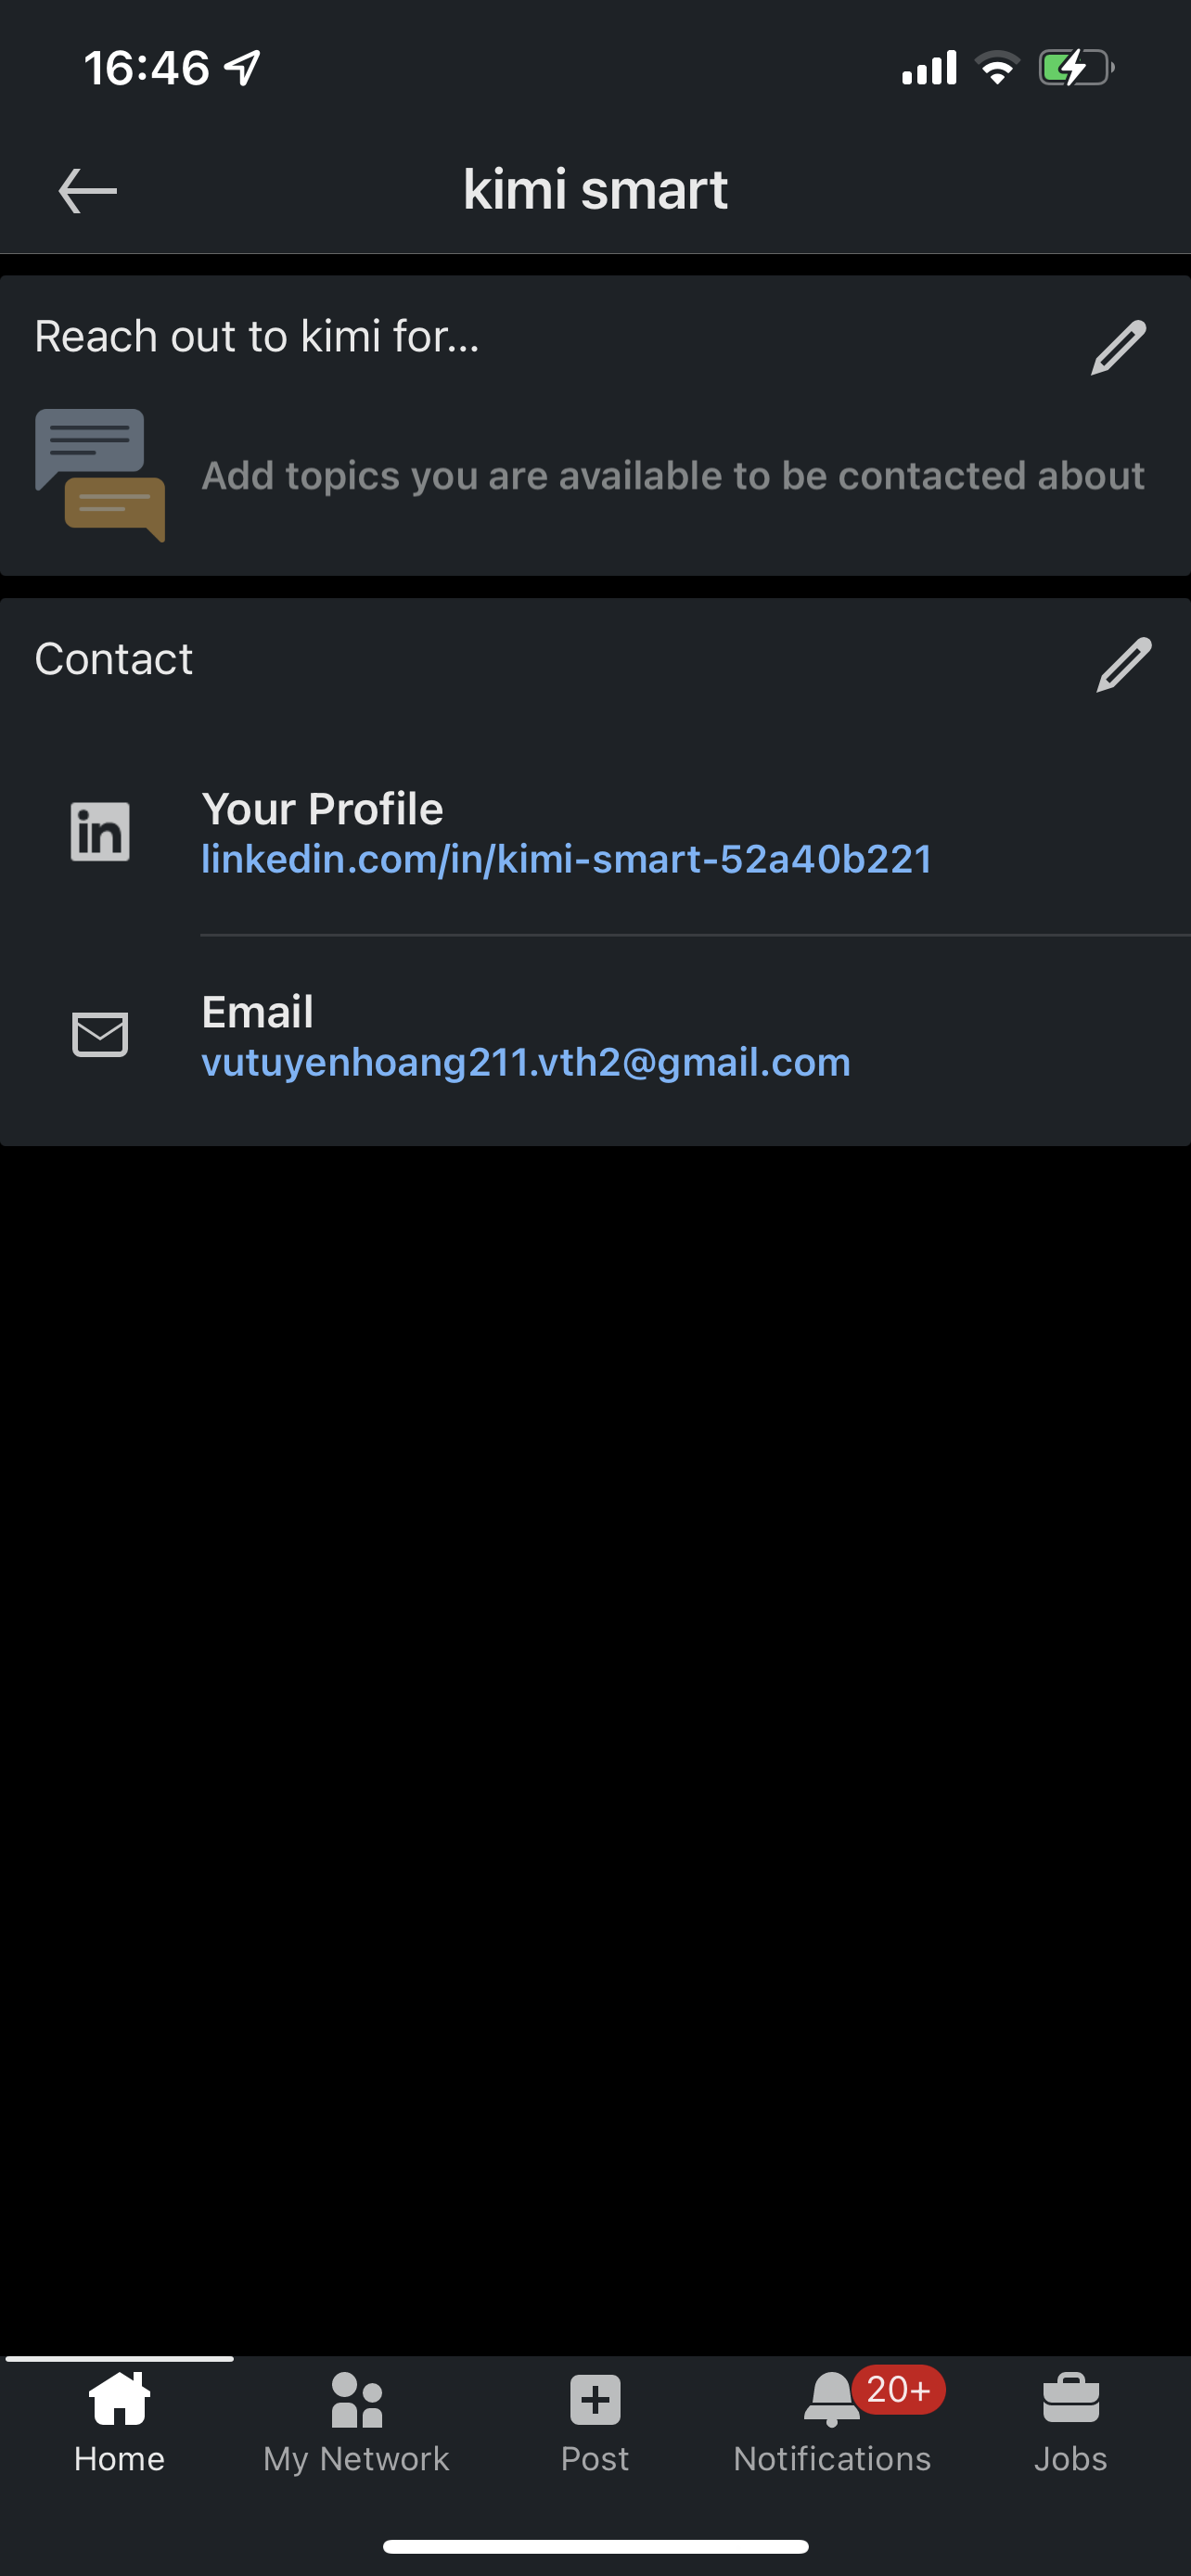 16:46
kimi smart
Reach out to kimi for...
Add topics you are available to be contacted about
Contact
in
Your Profile
linkedin.com/in/kimi-smart-52a40b221
Email
vutuyenhoang211.vth2@gmail.com
20+
Home
My Network
Post
Notifications
Jobs